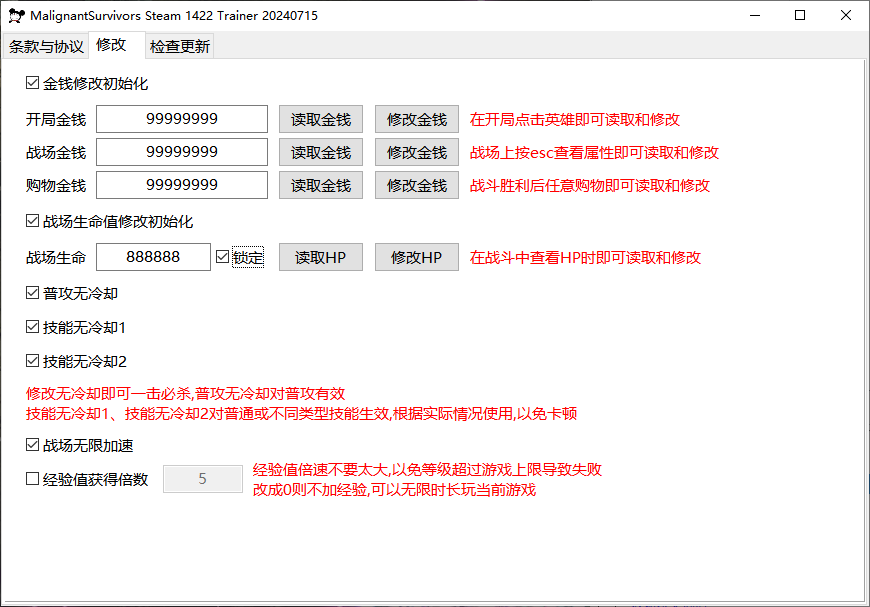 MalignantSurvivors Steam 1422 Trainer 20240715
条款与协议 修改 检查更新
金钱修改初始化
开局金钱 99999999 读取金钱 修改金钱 在开局点击英雄即可读取和修改
战场金钱 99999999 读取金钱 修改金钱 战场上按esc查看属性即可读取和修改
购物金钱 99999999 读取金钱 修改金钱 战斗胜利后任意购物即可读取和修改
战场生命值修改初始化
战场生命 888888 锁定 读取HP 修改HP 在战斗中查看HP时即可读取和修改
普攻无冷却
技能无冷却1
技能无冷却2
修改无冷却即可一击必杀,普攻无冷却对普攻有效
技能无冷却1、技能无冷却2对普通或不同类型技能生效,根据实际情况使用,以免卡顿
战场无限加速
经验值获得倍数 5 经验值倍速不要太大,以免等级超过游戏上限导致失败
改成0则不加经验,可以无限时长玩当前游戏